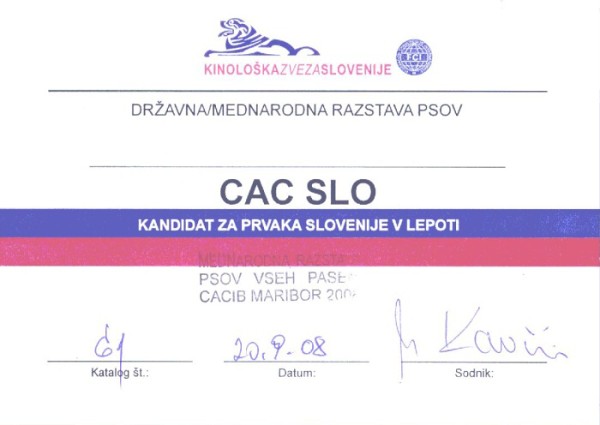 KINOLOŠKAZVEZASLOVENIJE
FCI
DRŽAVNA/MEDNARODNA RAZSTAVA PSOV
CAC SLO
KANDIDAT ZA PRVAKA SLOVENIJE V LEPOTI
MEDNARODNA RAZSTA
PSOV VSEH PASE
CACIB MARIBOR 200
20.9.08
Katalog št.:
Datum:
Sodnik: